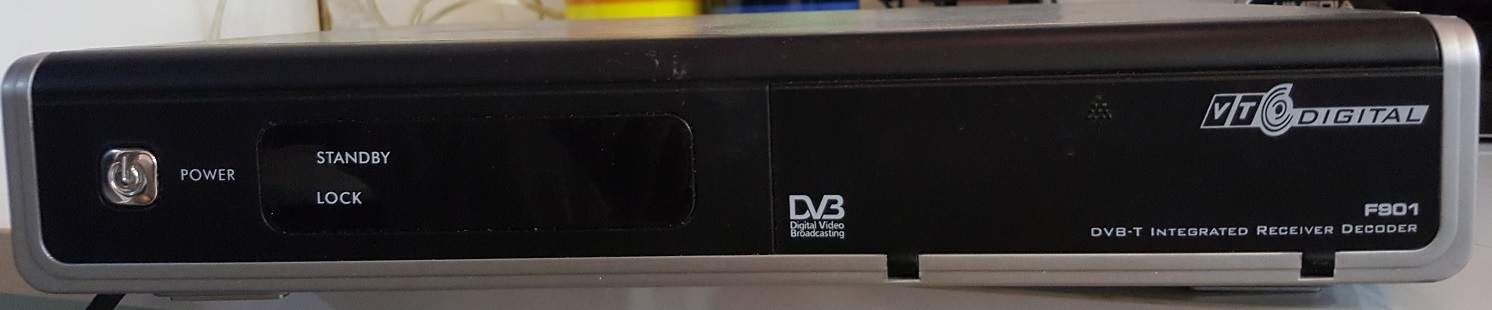 POWER
STANDBY
LOCK
DVB
Digital Video
Broadcasting
VTC DIGITAL
F901
DVB-T INTEGRATED RECEIVER DECODER